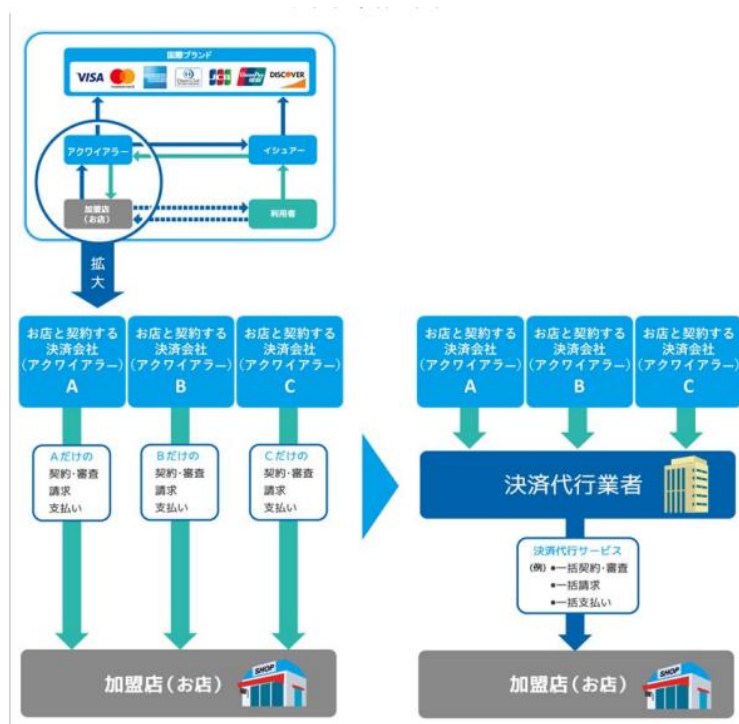 国際ブランド
VISA
JCB
UnionPay
DISCOVER
アクワイアラー
イシュアー
加盟店
(お店)
利用者
拡
大
お店と契約する
決済会社
(アクワイアラー)
A
お店と契約する
決済会社
(アクワイアラー)
B
お店と契約する
決済会社
(アクワイアラー)
C
Aだけの
契約・審査
請求
支払い
Bだけの
契約・審査
請求
支払い
Cだけの
契約・審査
請求
支払い
加盟店(お店)
SHOP
お店と契約する
決済会社
(アクワイアラー)
A
お店と契約する
決済会社
(アクワイアラー)
B
お店と契約する
決済会社
(アクワイアラー)
C
決済代行業者
決済代行サービス
(例) ●一括契約・審査
●一括請求
●一括支払い
加盟店(お店)
SHOP